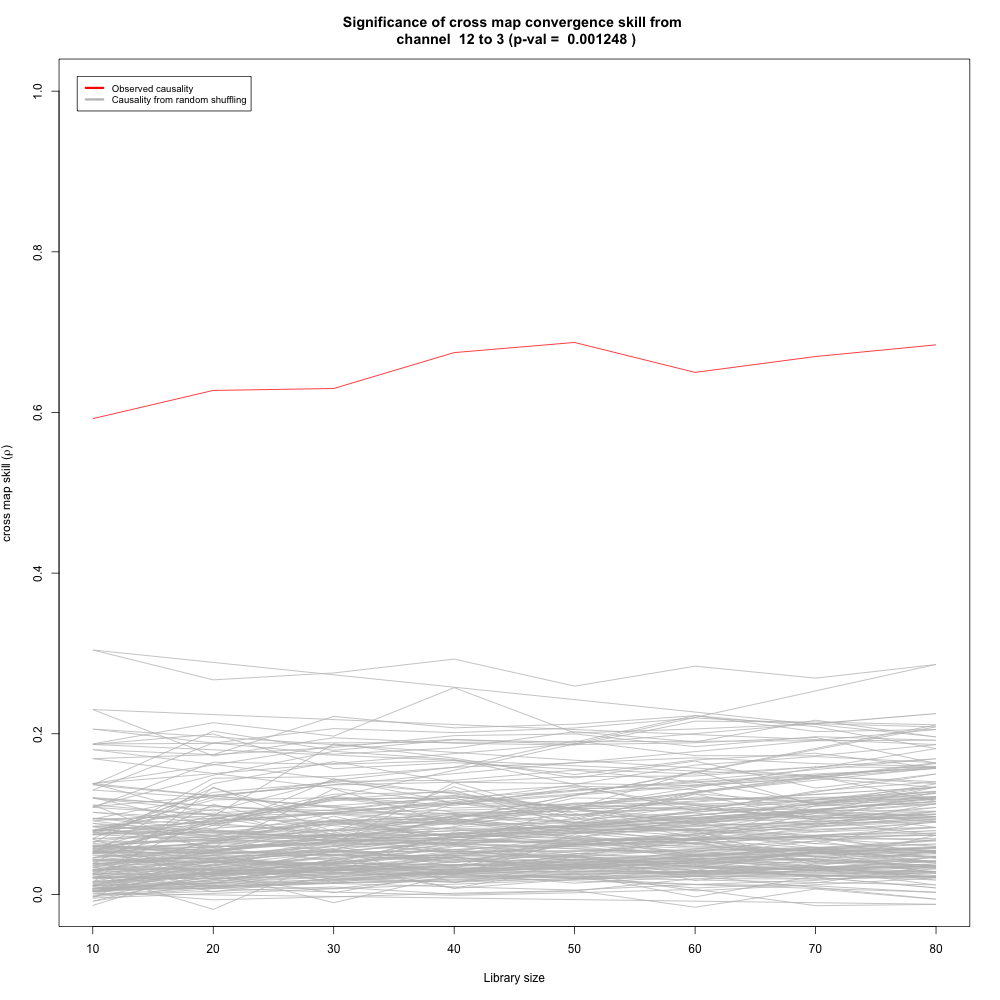 Significance of cross map convergence skill from
channel  12 to 3 (p-val =  0.001248 )
Observed causality
Causality from random shuffling
1.0
0.8
0.6
0.4
0.2
0.0
cross map skill (ρ)
10 20 30 40 50 60 70 80
Library size